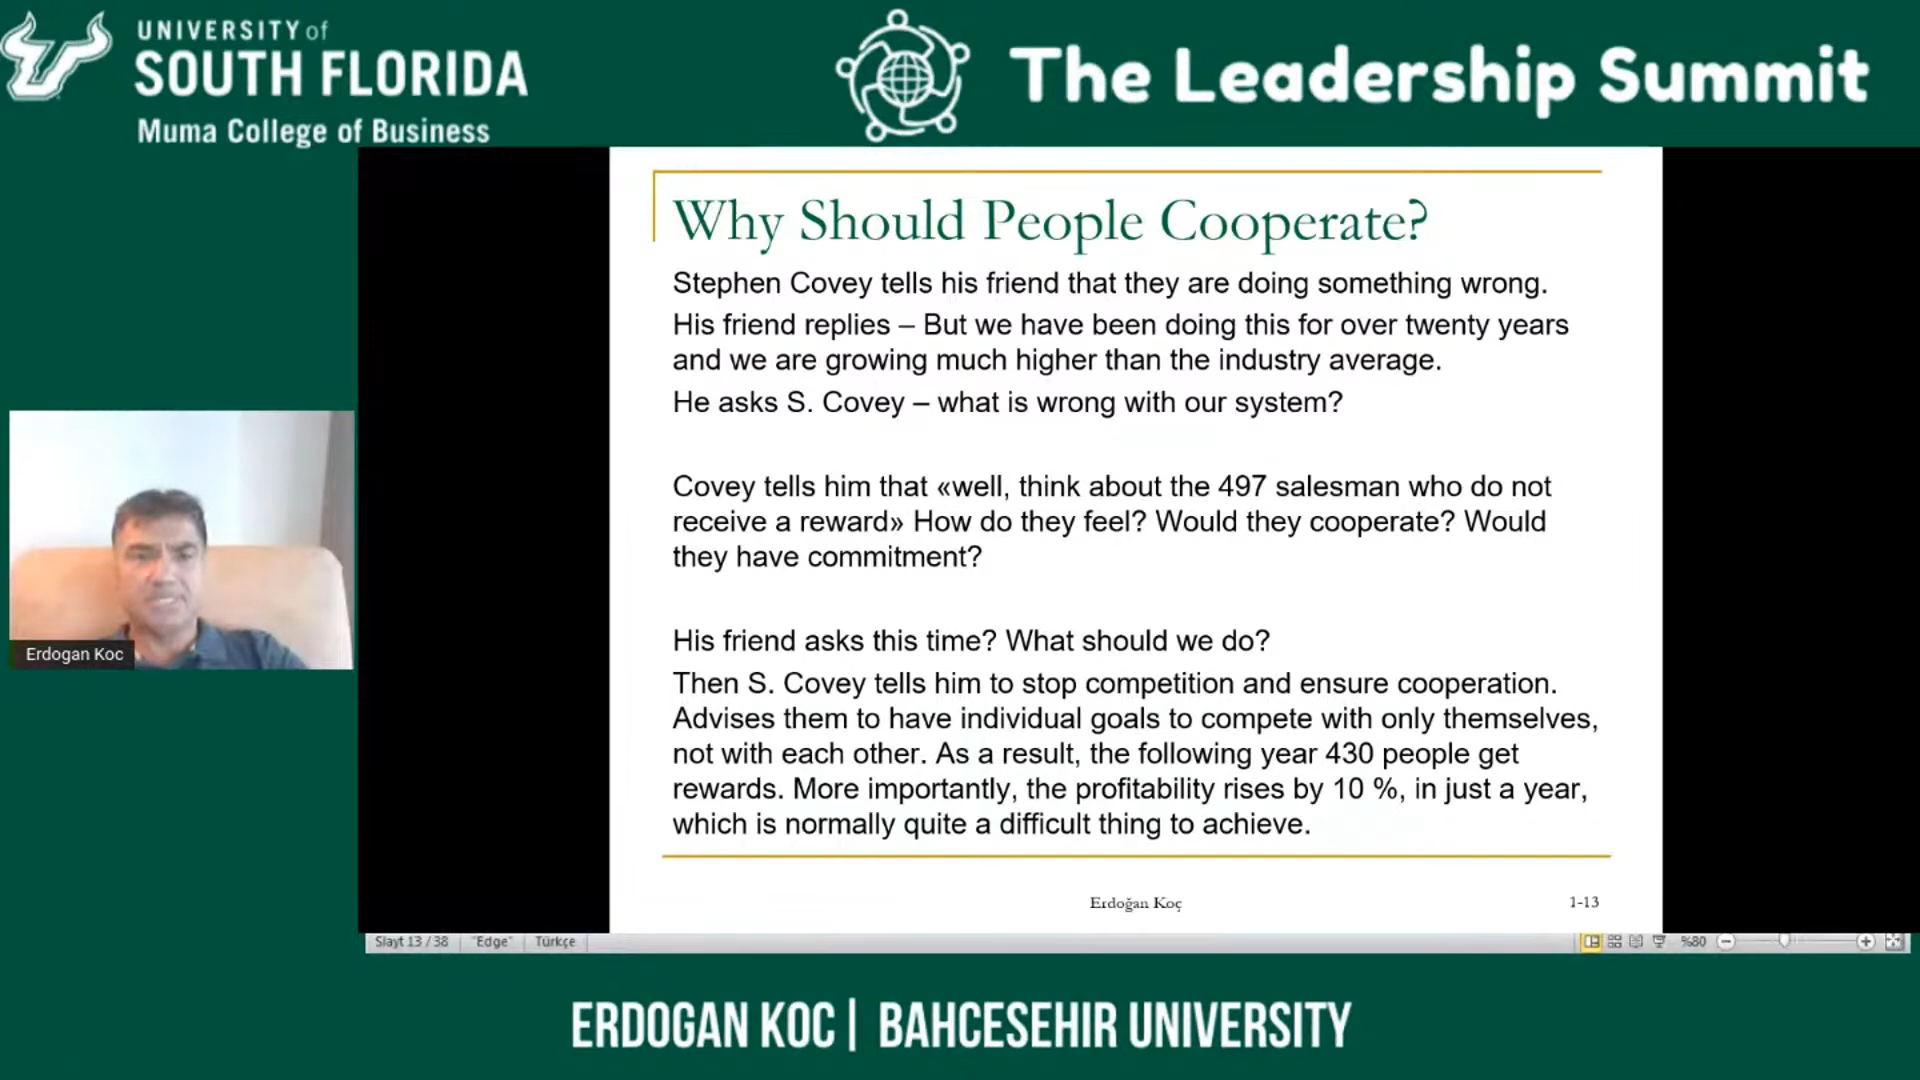 UNIVERSITY of
SOUTH FLORIDA
Muma College of Business
The Leadership Summit
Why Should People Cooperate?
Stephen Covey tells his friend that they are doing something wrong.
His friend replies – But we have been doing this for over twenty years
and we are growing much higher than the industry average.
He asks S. Covey – what is wrong with our system?
Covey tells him that «well, think about the 497 salesman who do not
receive a reward» How do they feel? Would they cooperate? Would
they have commitment?
His friend asks this time? What should we do?
Then S. Covey tells him to stop competition and ensure cooperation.
Advises them to have individual goals to compete with only themselves,
not with each other. As a result, the following year 430 people get
rewards. More importantly, the profitability rises by 10 %, in just a year,
which is normally quite a difficult thing to achieve.
Erdoğan Koç
1-13
Erdogan Koc
Slayt 13 / 38
"Edge"
Türkçe
%80
ERDOGAN KOC | BAHCESEHIR UNIVERSITY